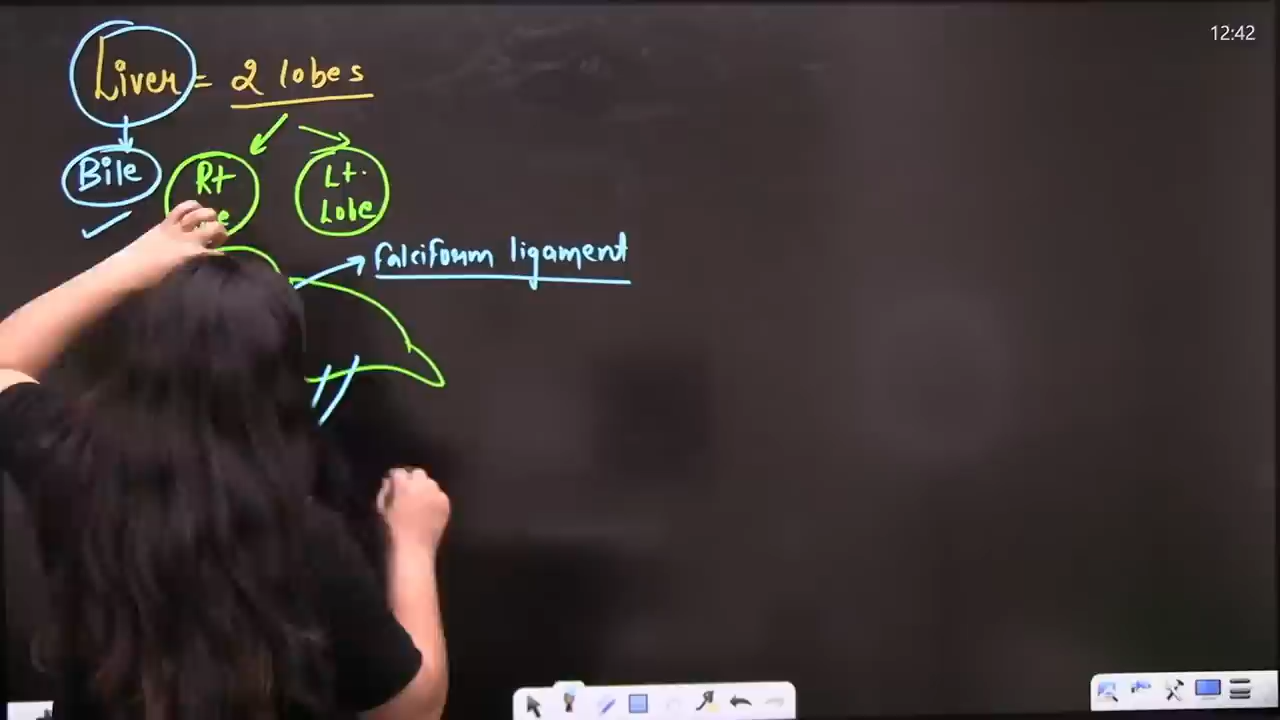 12:42
Liver = 2 lobes
Bile
Rt
Lt.
Lobe
falciform ligament